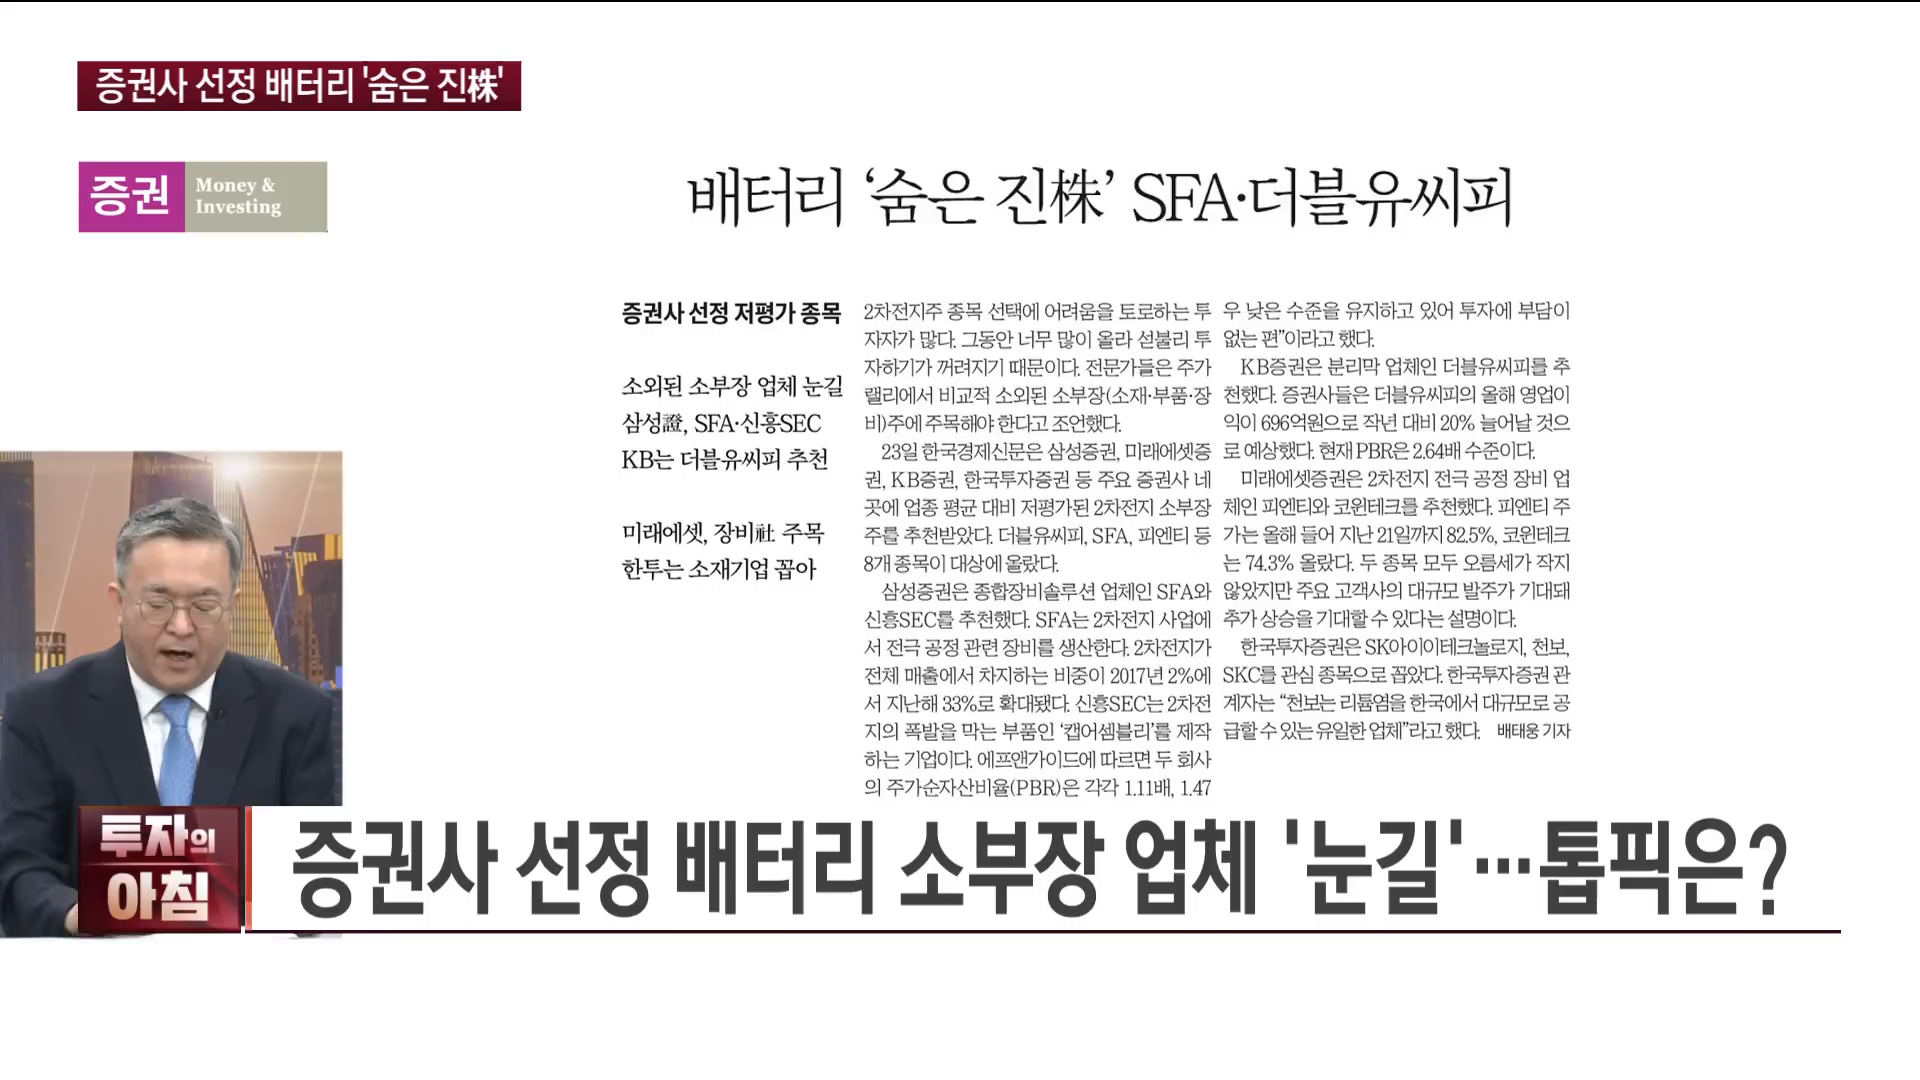 증권사 선정 배터리 '숨은 진株'
증권
Money &
Investing
배터리 ‘숨은 진株’ SFA·더블유씨피
증권사 선정 저평가 종목
소외된 소부장 업체 눈길
삼성證, SFA·신흥SEC
KB는 더블유씨피 추천
미래에셋, 장비社 주목
한투는 소재기업 꼽아
2차전지주 종목 선택에 어려움을 토로하는 투
자자가 많다. 그동안 너무 많이 올라 섣불리 투
자하기가 꺼려지기 때문이다. 전문가들은 주가
랠리에서 비교적 소외된 소부장(소재·부품·장
비)주에 주목해야 한다고 조언했다.
23일 한국경제신문은 삼성증권, 미래에셋증
권, KB증권, 한국투자증권 등 주요 증권사 네
곳에 업종 평균 대비 저평가된 2차전지 소부장
주를 추천받았다. 더블유씨피, SFA, 피엔티 등
8개 종목이 대상에 올랐다.
삼성증권은 종합장비솔루션 업체인 SFA와
신흥SEC를 추천했다. SFA는 2차전지 사업에
서 전극 공정 관련 장비를 생산한다. 2차전지가
전체 매출에서 차지하는 비중이 2017년 2%에
서 지난해 33%로 확대됐다. 신흥SEC는 2차전
지의 폭발을 막는 부품인 ‘캡어셈블리’를 제작
하는 기업이다. 에프앤가이드에 따르면 두 회사
의 주가순자산비율(PBR)은 각각 1.11배, 1.47
우 낮은 수준을 유지하고 있어 투자에 부담이
없는 편”이라고 했다.
KB증권은 분리막 업체인 더블유씨피를 추
천했다. 증권사들은 더블유씨피의 올해 영업이
익이 696억원으로 작년 대비 20% 늘어날 것으
로 예상했다. 현재 PBR은 2.64배 수준이다.
미래에셋증권은 2차전지 전극 공정 장비 업
체인 피엔티와 코윈테크를 추천했다. 피엔티 주
가는 올해 들어 지난 21일까지 82.5%, 코윈테크
는 74.3% 올랐다. 두 종목 모두 오름세가 작지
않았지만 주요 고객사의 대규모 발주가 기대돼
추가 상승을 기대할 수 있다는 설명이다.
한국투자증권은 SK아이이테크놀로지, 천보,
SKC를 관심 종목으로 꼽았다. 한국투자증권 관
계자는 “천보는 리튬염을 한국에서 대규모로 공
급할 수 있는 유일한 업체”라고 했다. 배태웅 기자
투자의
아침
증권사 선정 배터리 소부장 업체 '눈길'…톱픽은?